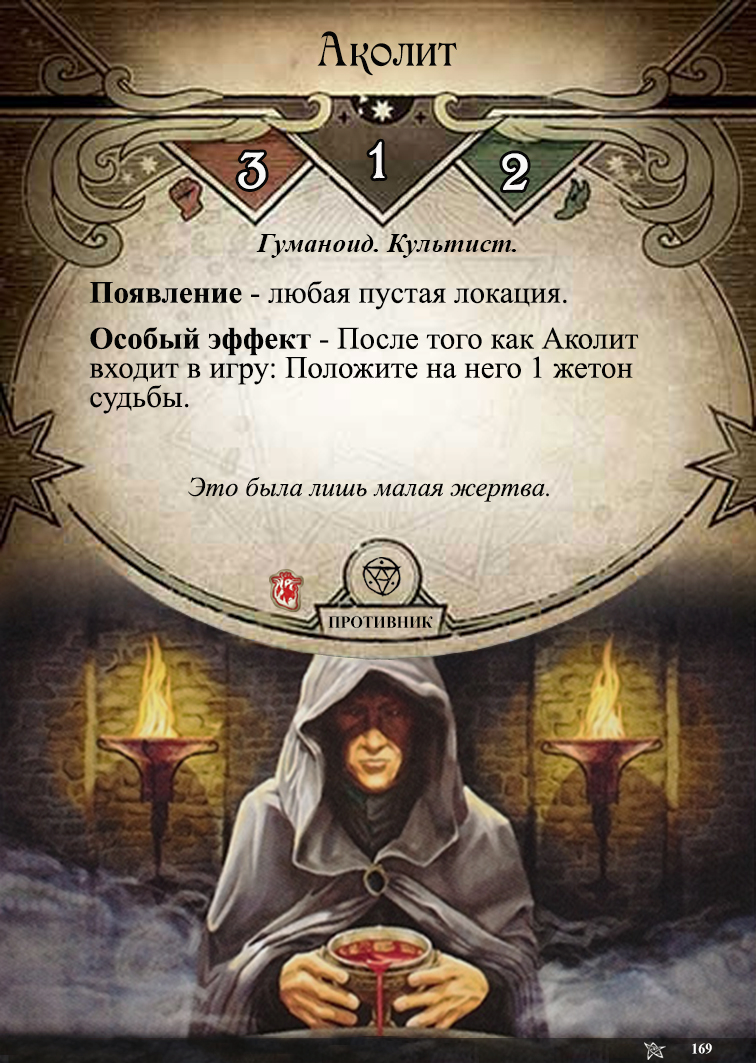 Аколит
3 1 2
Гуманоид. Культист.
Появление - любая пустая локация.
Особый эффект - После того как Аколит
входит в игру: Положите на него 1 жетон
судьбы.
Это была лишь малая жертва.
ПРОТИВНИК
169